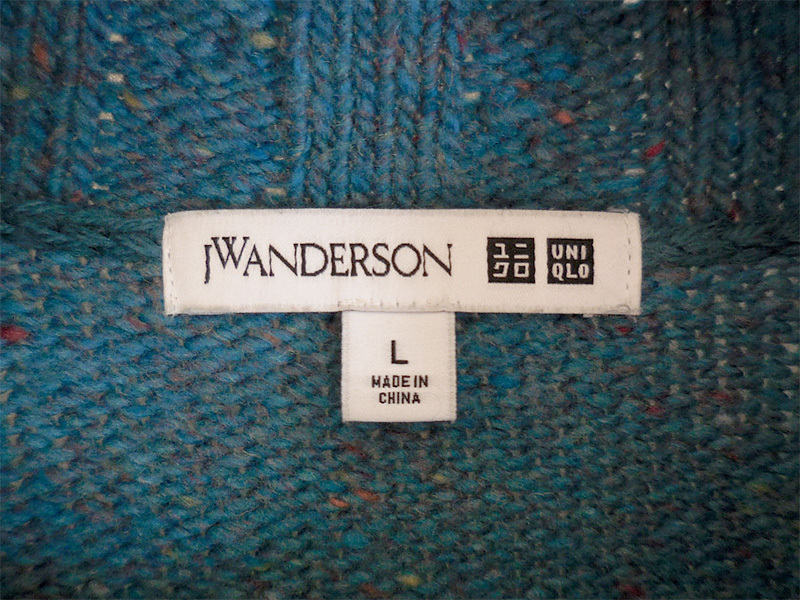 JWANDERSON ユニ UNI
クロ QLO
L
MADE IN
CHINA